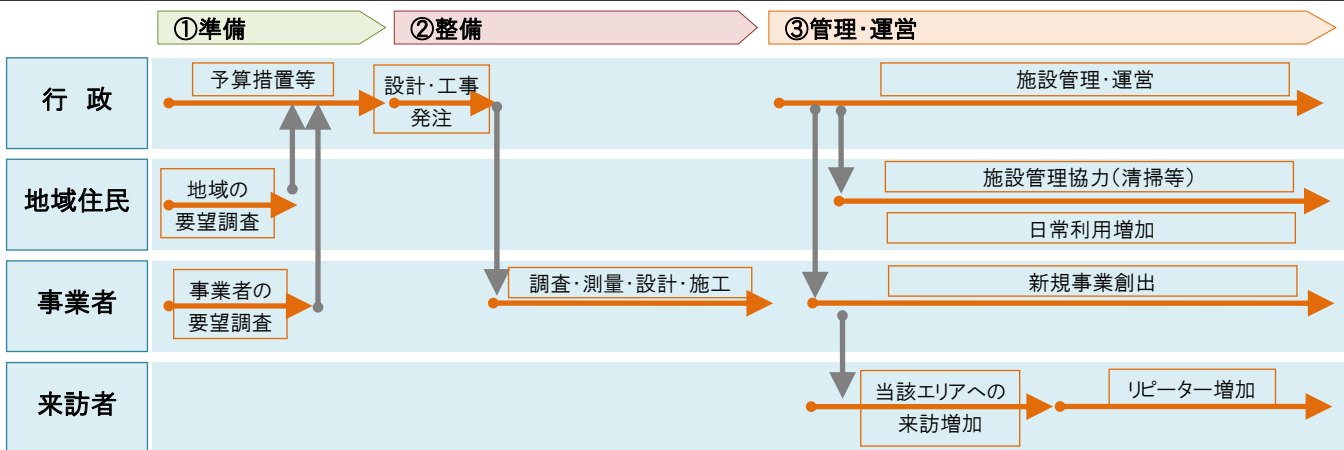 ①準備
②整備
③管理・運営
行 政
予算措置等
設計・工事
発注
施設管理・運営
地域住民
地域の
要望調査
施設管理協力（清掃等）
日常利用増加
事業者
事業者の
要望調査
調査・測量・設計・施工
新規事業創出
来訪者
当該エリアへの
来訪増加
リピーター増加